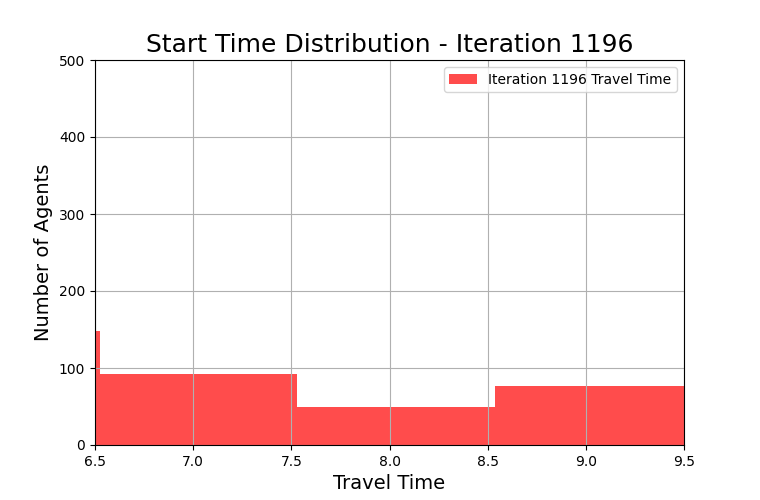 Start Time Distribution - Iteration 1196
Iteration 1196 Travel Time
Number of Agents
500
400
300
200
100
0
6.5 7.0 7.5 8.0 8.5 9.0 9.5
Travel Time